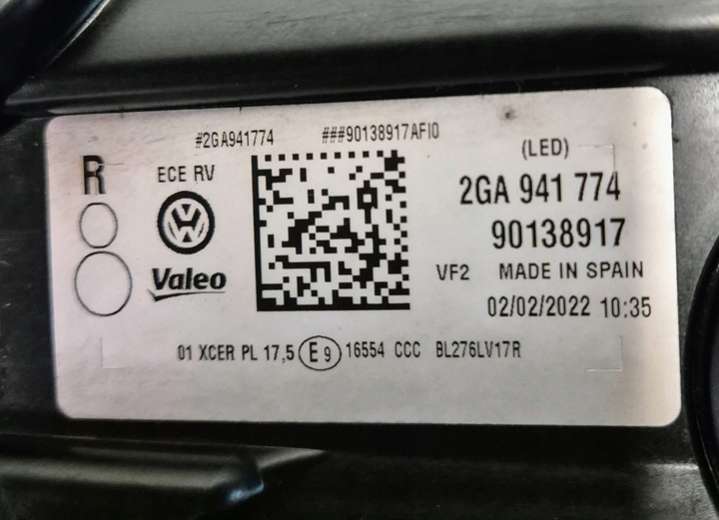 #2GA941774 ###90138917AFIO
R ECE RV (LED)
2GA 941 774
90138917
Valeo
VF2 MADE IN SPAIN
02/02/2022 10:35
01 XCER PL 17,5 E9 16554 CCC BL276LV17R